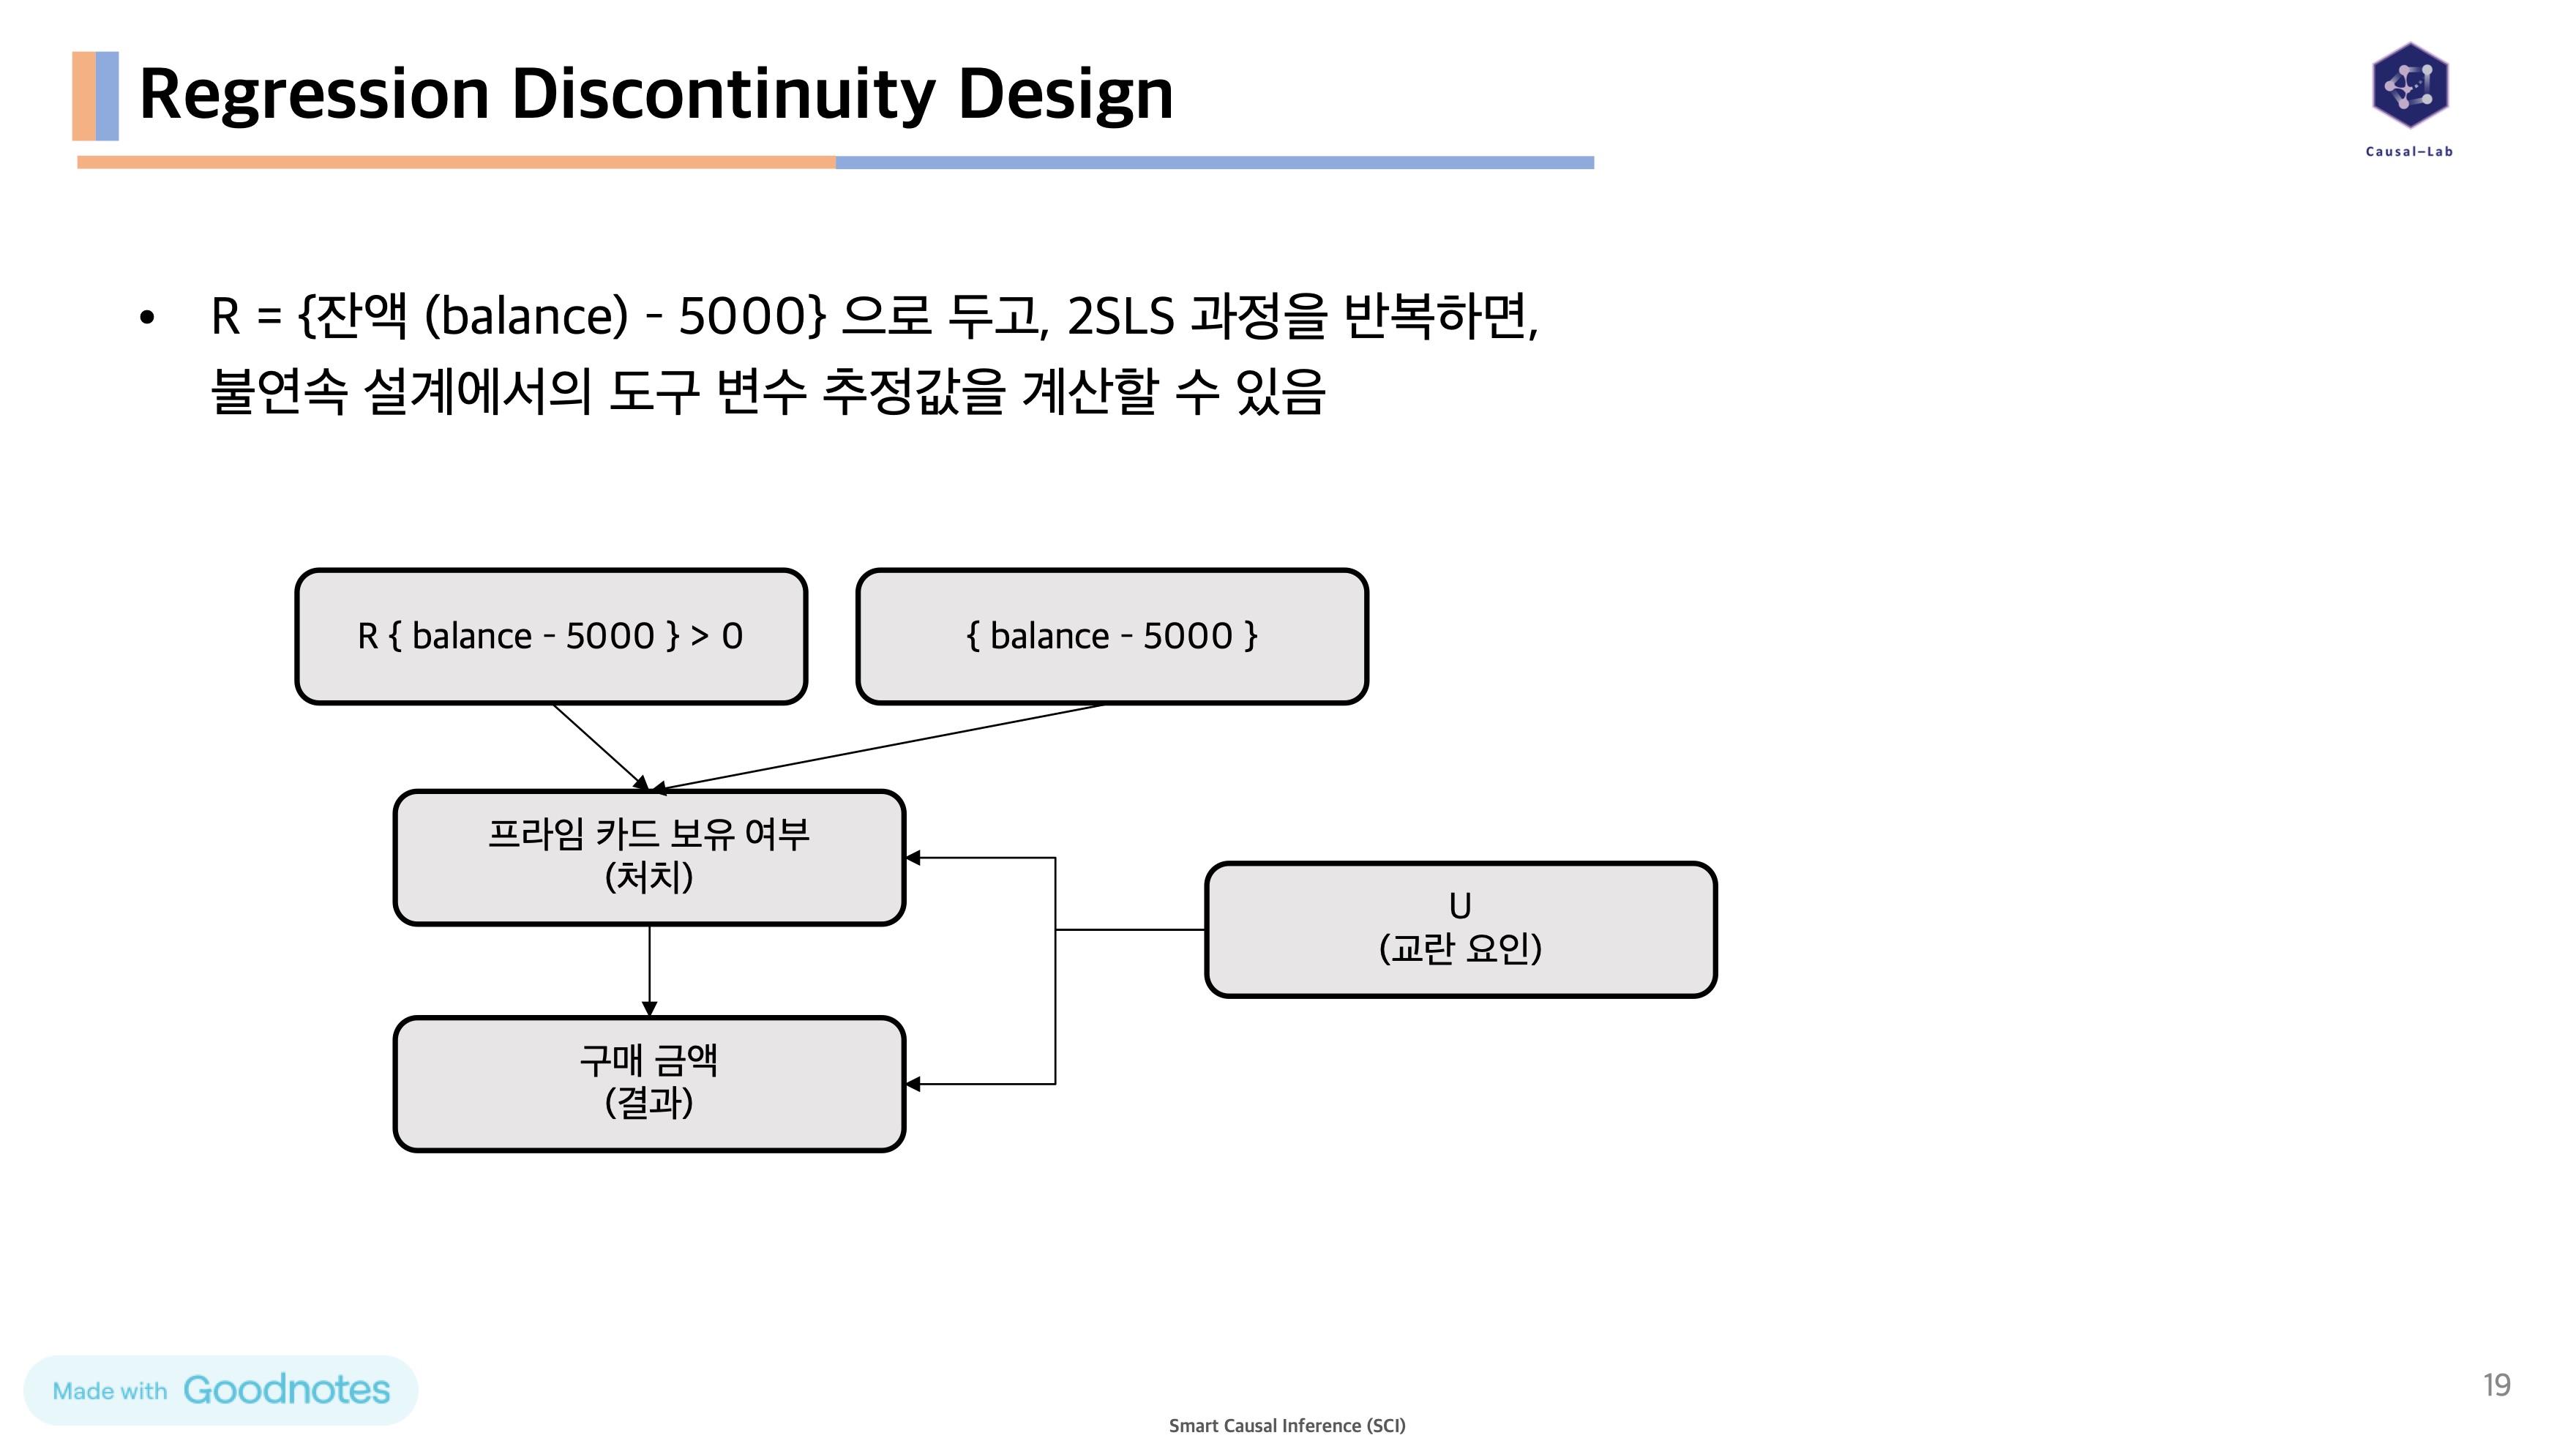 Regression Discontinuity Design
Causal-Lab
• R = {잔액 (balance) - 5000} 으로 두고, 2SLS 과정을 반복하면,
불연속 설계에서의 도구 변수 추정값을 계산할 수 있음
R { balance - 5000 } > 0
{ balance - 5000 }
프라임 카드 보유 여부
(처치)
U
(교란 요인)
구매 금액
(결과)
Made with Goodnotes
19
Smart Causal Inference (SCI)